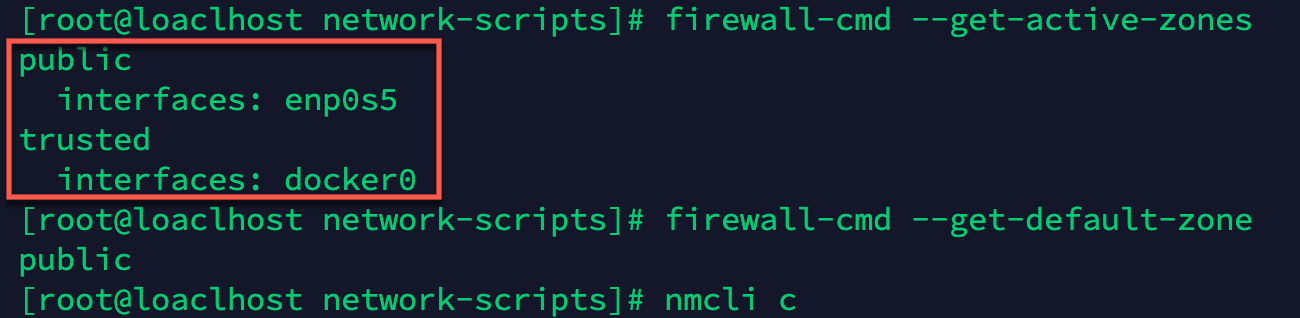 [root@loaclhost network-scripts]# firewall-cmd --get-active-zones
public
  interfaces: enp0s5
trusted
  interfaces: docker0
[root@loaclhost network-scripts]# firewall-cmd --get-default-zone
public
[root@loaclhost network-scripts]# nmcli c